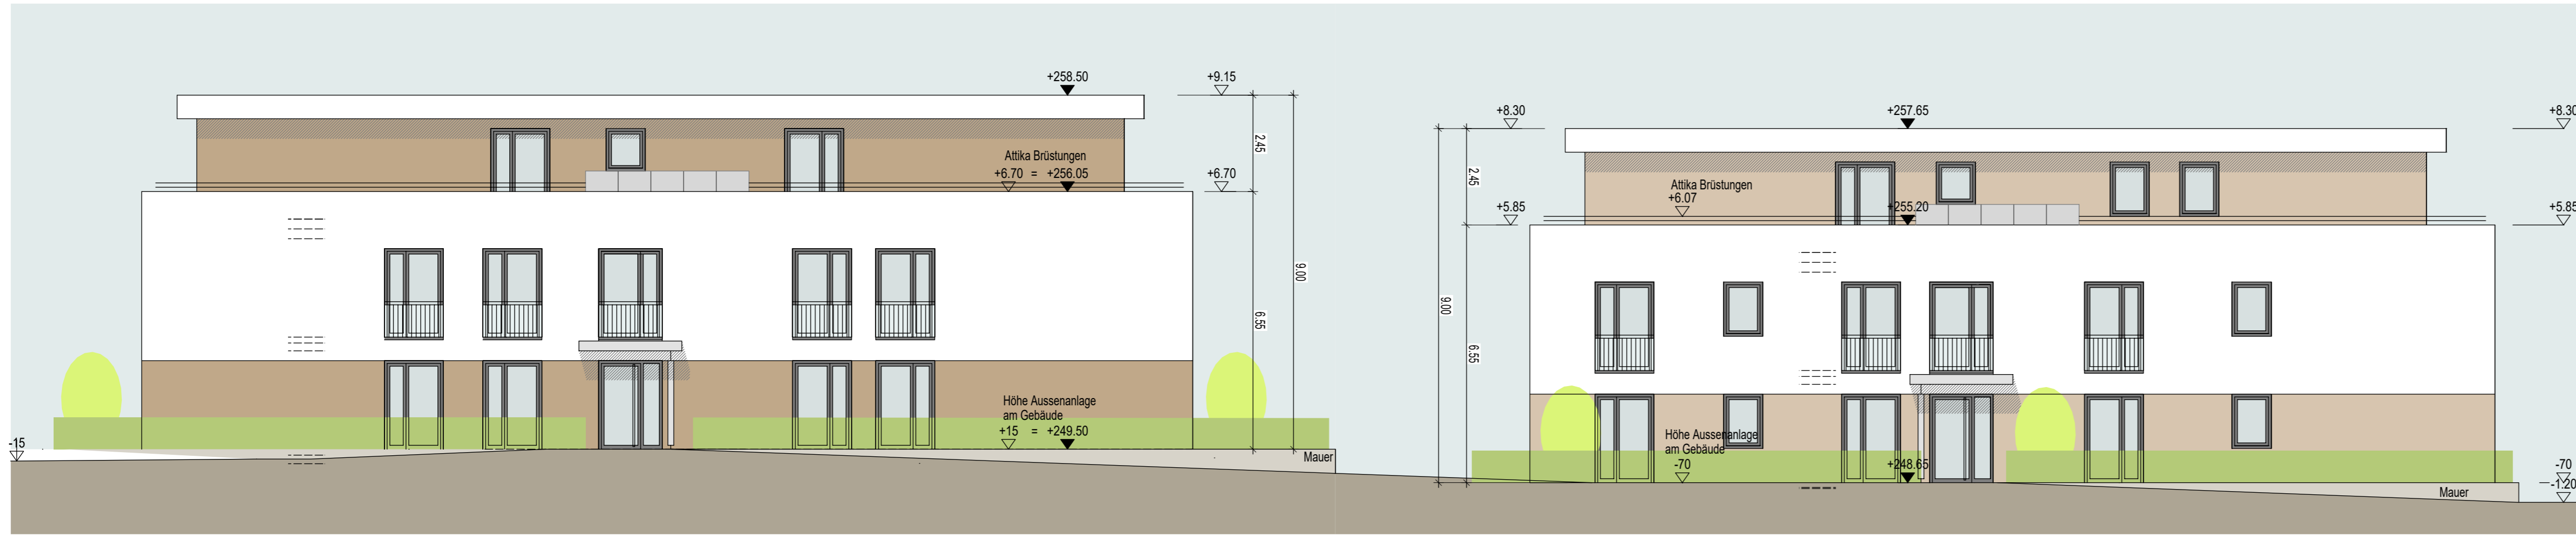 +258.50
+9.15
2.45
Attika Brüstungen
+6.70 = +256.05
+6.70
9.00
6.55
Höhe Aussenanlage
am Gebäude
+15 = +249.50
-15
Mauer
+8.30
+257.65
+8.30
2.45
Attika Brüstungen
+6.07
+5.85
+255.20
+5.85
9.00
6.55
Höhe Aussenanlage
am Gebäude
-70
+248.65
-70
Mauer
-1.20